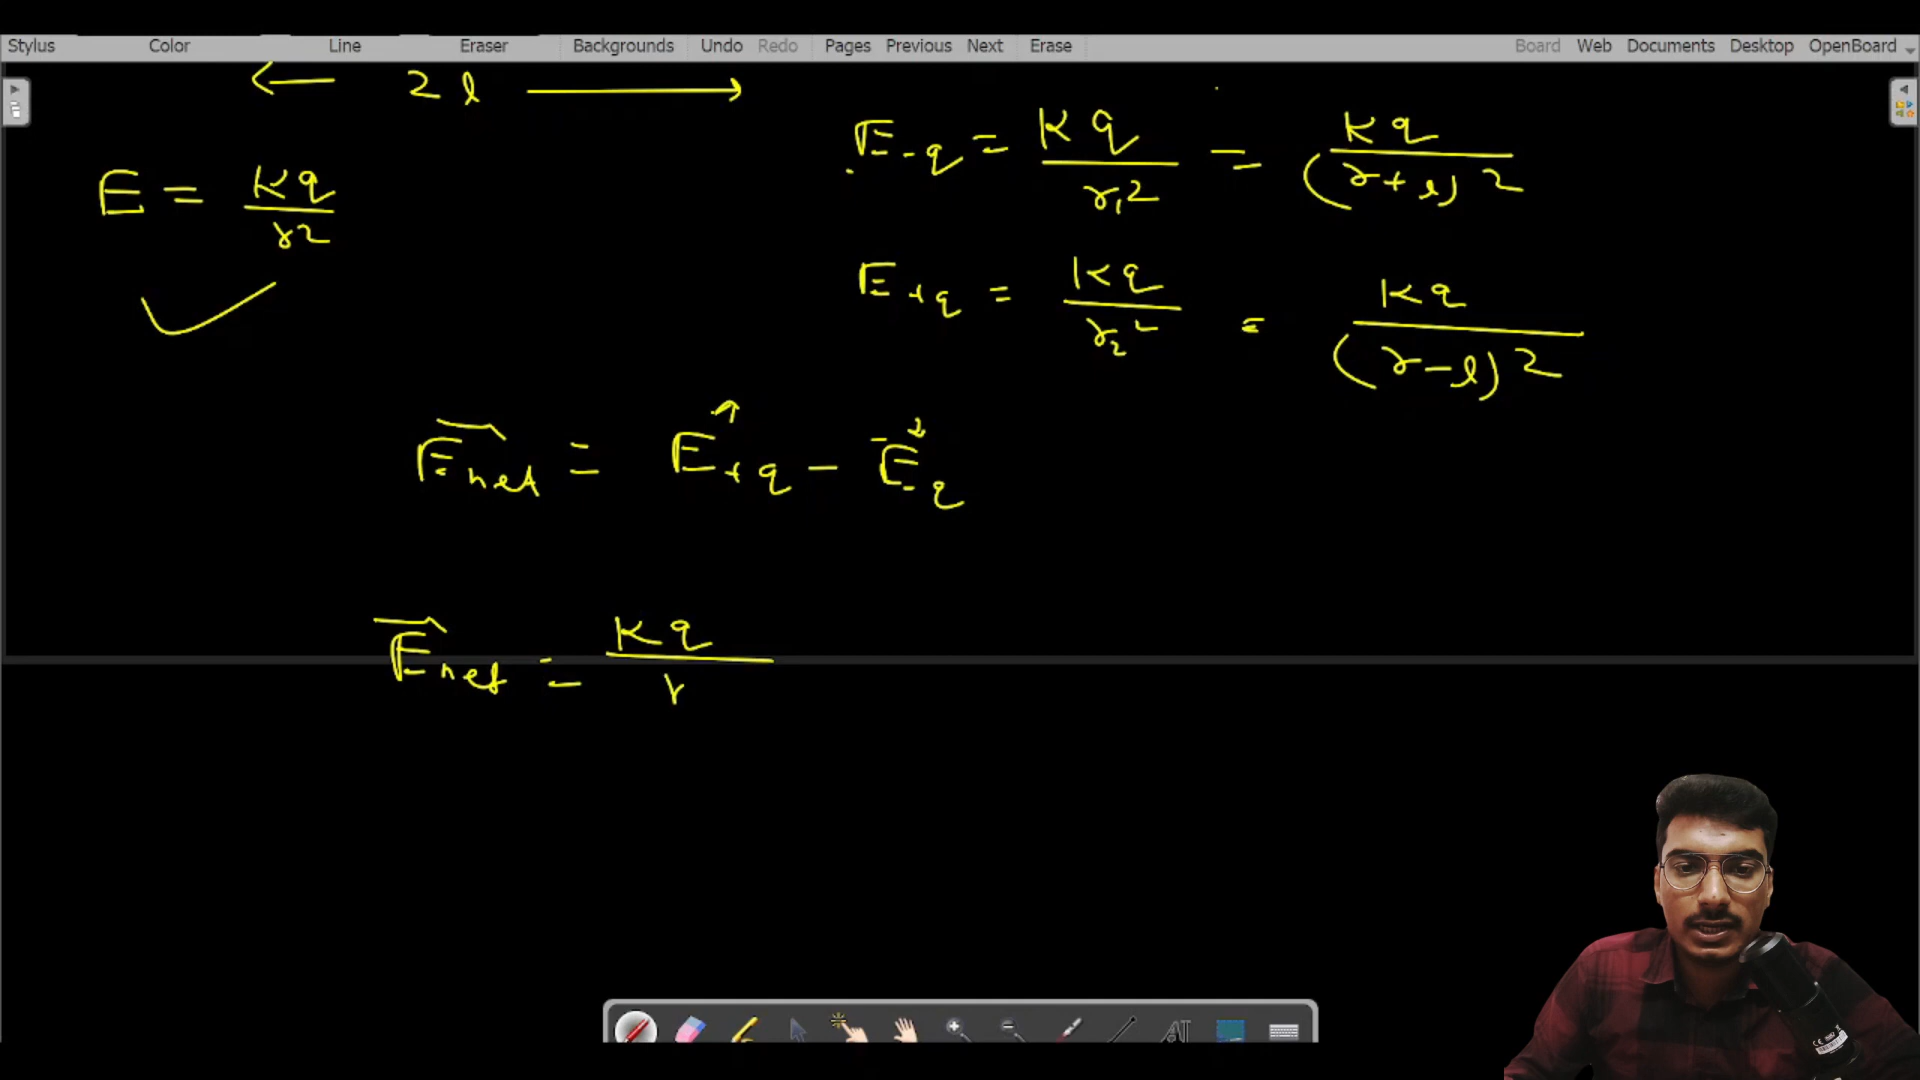 Stylus Color Line Eraser Backgrounds Undo Redo Pages Previous Next Erase Board Web Documents Desktop OpenBoard
2l
E = Kq/r²
E-q = Kq/r₁² = Kq/(r+l)²
E+q = Kq/r₂² = Kq/(r-l)²
Enet = E+q - E-q
Enet = Kq/r